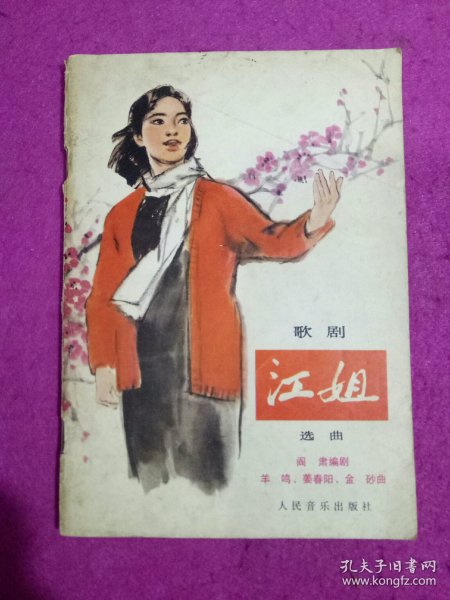 歌剧
江姐
选曲
阎肃编剧
羊鸣、姜春阳、金砂曲
人民音乐出版社
孔夫子旧书网
www.kongfz.com